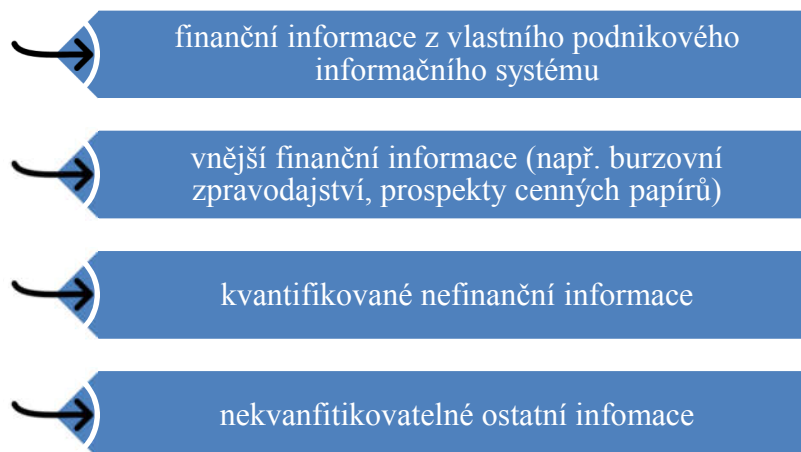 finanční informace z vlastního podnikového
informačního systému
vnější finanční informace (např. burzovní
zpravodajství, prospekty cenných papírů)
kvantifikované nefinanční informace
nekvanfitikovatelné ostatní infomace